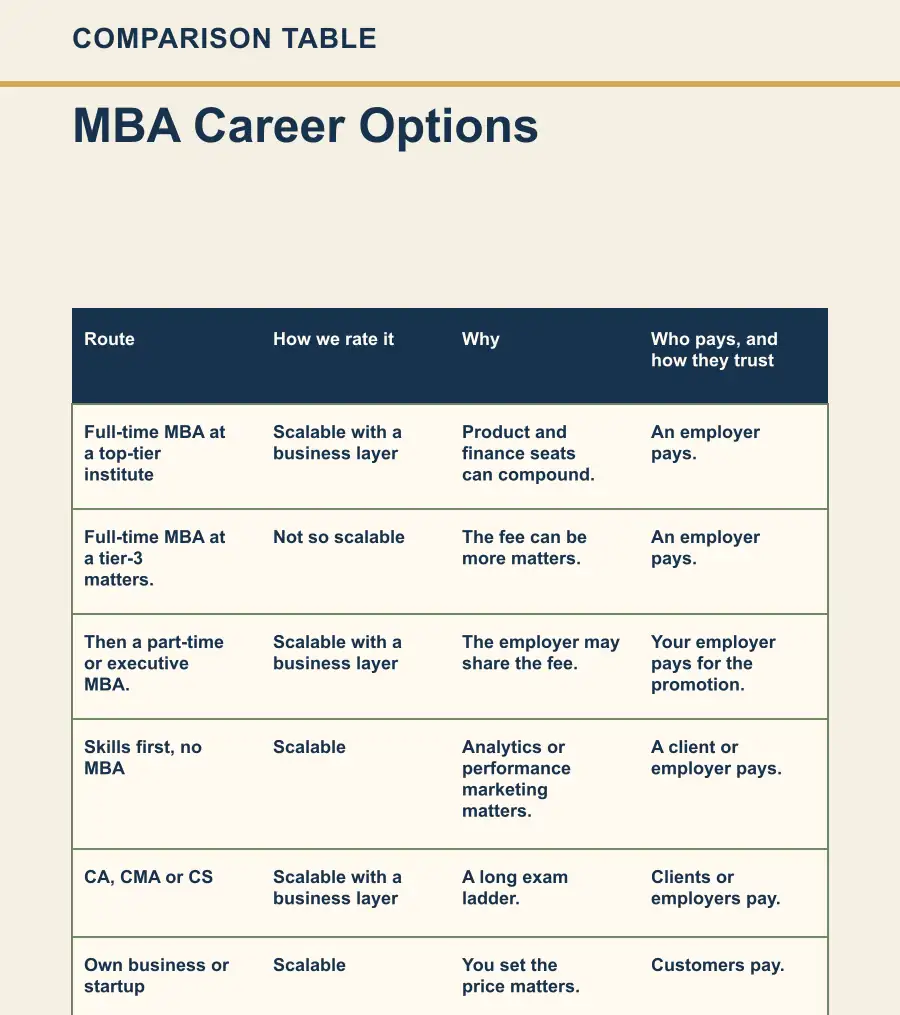 COMPARISON TABLE
MBA Career Options
Route
How we rate it
Why
Who pays, and
how they trust
Full-time MBA at
a top-tier
institute
Scalable with a
business layer
Product and
finance seats
can compound.
An employer
pays.
Full-time MBA at
a tier-3
matters.
Not so scalable
The fee can be
more matters.
An employer
pays.
Then a part-time
or executive
MBA.
Scalable with a
business layer
The employer may
share the fee.
Your employer
pays for the
promotion.
Skills first, no
MBA
Scalable
Analytics or
performance
marketing
matters.
A client or
employer pays.
CA, CMA or CS
Scalable with a
business layer
A long exam
ladder.
Clients or
employers pay.
Own business or
startup
Scalable
You set the
price matters.
Customers pay.